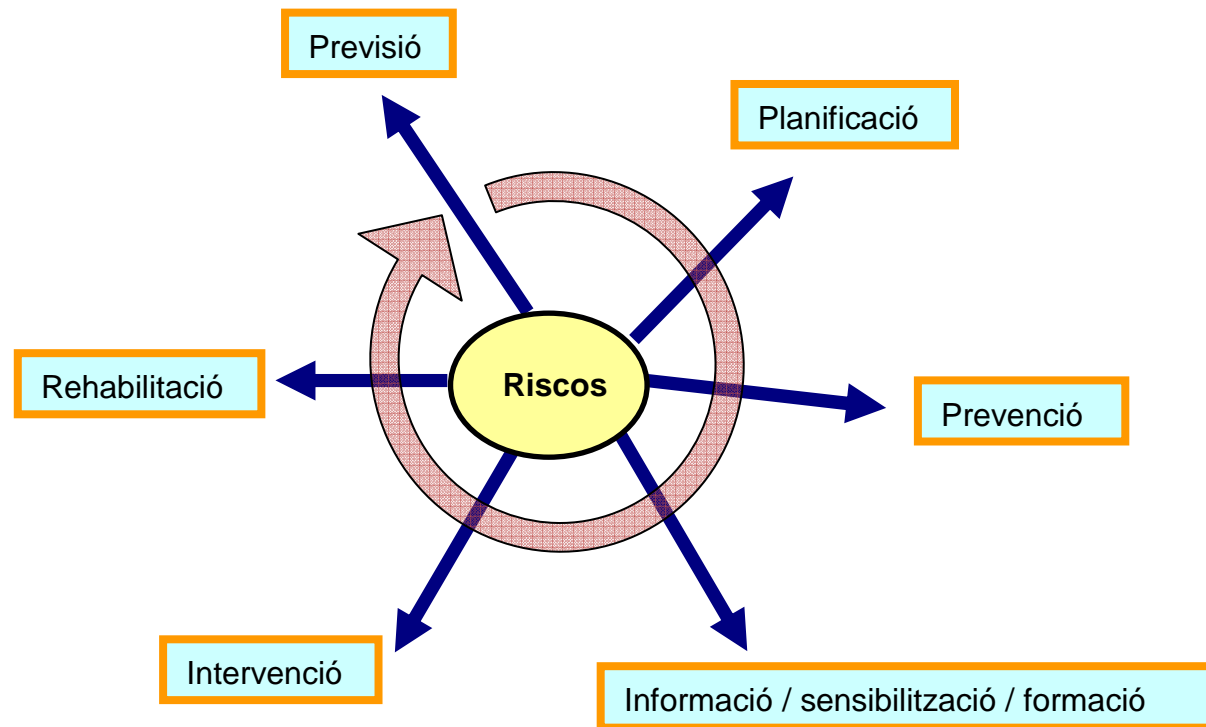 Previsió
Planificació
Riscos
Rehabilitació
Prevenció
Intervenció
Informació / sensibilització / formació